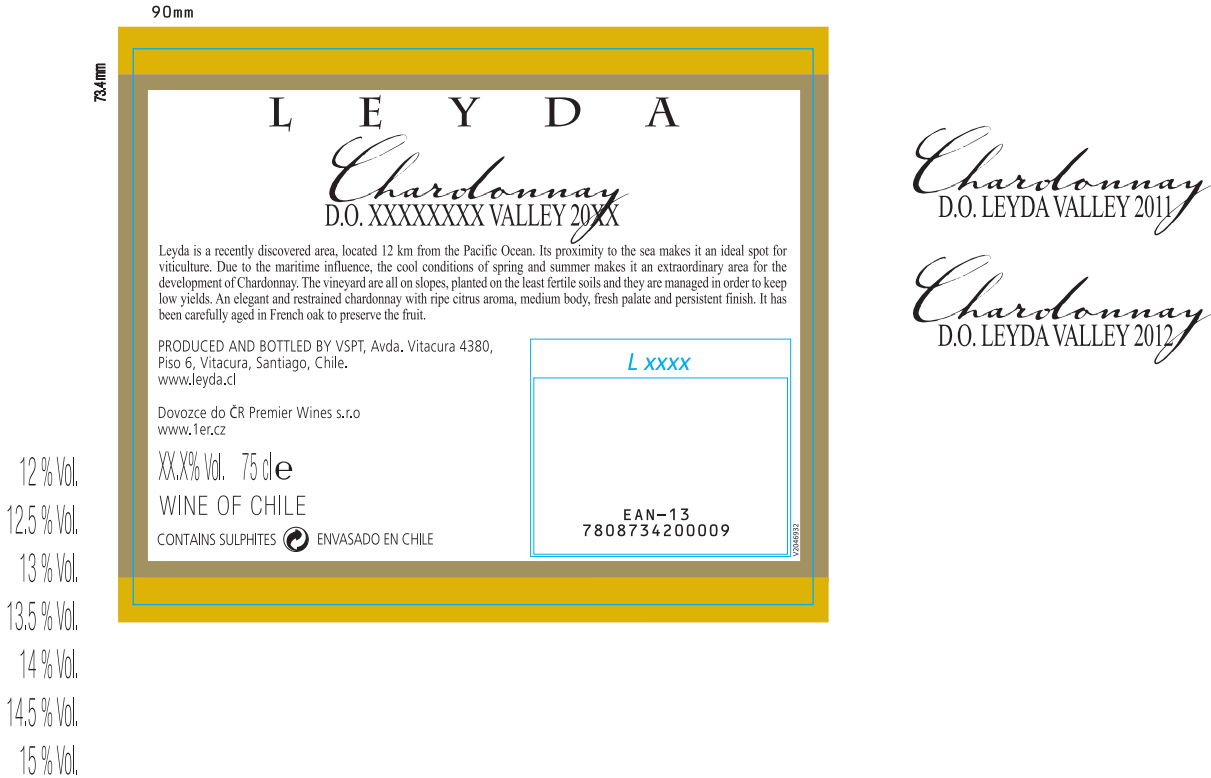 90mm
73.4mm
L E Y D A
Chardonnay
D.O. XXXXXXXX VALLEY 20XX
Leyda is a recently discovered area, located 12 km from the Pacific Ocean. Its proximity to the sea makes it an ideal spot for
viticulture. Due to the maritime influence, the cool conditions of spring and summer makes it an extraordinary area for the
development of Chardonnay. The vineyard are all on slopes, planted on the least fertile soils and they are managed in order to keep
low yields. An elegant and restrained chardonnay with ripe citrus aroma, medium body, fresh palate and persistent finish. It has
been carefully aged in French oak to preserve the fruit.
PRODUCED AND BOTTLED BY VSPT, Avda. Vitacura 4380,
Piso 6, Vitacura, Santiago, Chile.
www.leyda.cl
Dovozce do ČR Premier Wines s.r.o
www.1er.cz
XX.X% Vol. 75 cl e
WINE OF CHILE
CONTAINS SULPHITES ENVASADO EN CHILE
L xxxx
EAN-13
7808734200009
V2046932
Chardonnay
D.O. LEYDA VALLEY 2011
Chardonnay
D.O. LEYDA VALLEY 2012
12 % Vol.
12.5 % Vol.
13 % Vol.
13.5 % Vol.
14 % Vol.
14.5 % Vol.
15 % Vol.